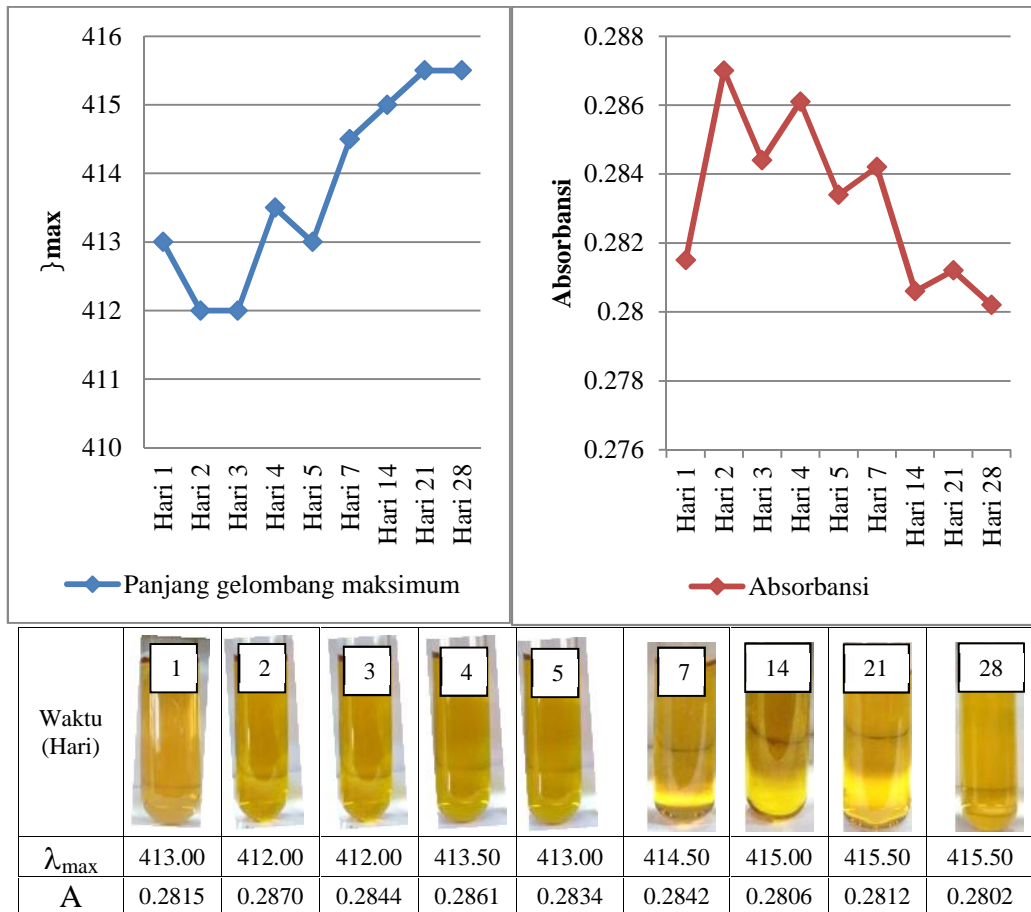 416
415
414
413
412
411
410
}max
Hari 1
Hari 2
Hari 3
Hari 4
Hari 5
Hari 7
Hari 14
Hari 21
Hari 28
Panjang gelombang maksimum
0.288
0.286
0.284
0.282
0.28
0.278
0.276
Absorbansi
Hari 1
Hari 2
Hari 3
Hari 4
Hari 5
Hari 7
Hari 14
Hari 21
Hari 28
Absorbansi
Waktu
(Hari)
1 2 3 4 5 7 14 21 28
λmax 413.00 412.00 412.00 413.50 413.00 414.50 415.00 415.50 415.50
A 0.2815 0.2870 0.2844 0.2861 0.2834 0.2842 0.2806 0.2812 0.2802